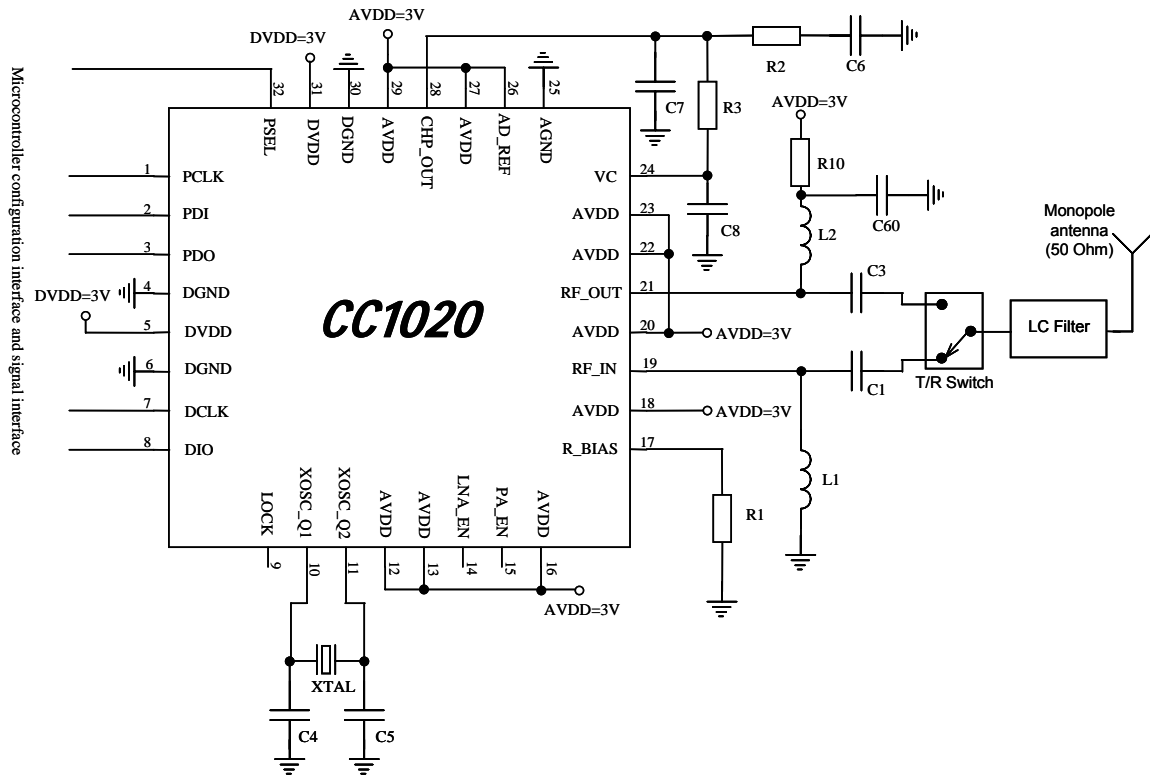 Microcontroller configuration interface and signal interface
AVDD=3V
DVDD=3V
32
31
30
29
28
27
26
25
PSEL
DVDD
DGND
AVDD
CHP_OUT
AVDD
AD_REF
AGND
R2
C6
C7
R3
AVDD=3V
R10
C60
L2
C8
1 PCLK
2 PDI
3 PDO
4 DGND
DVDD=3V
5 DVDD
6 DGND
7 DCLK
8 DIO
CC1020
VC 24
AVDD 23
AVDD 22
RF_OUT 21
AVDD 20 AVDD=3V
RF_IN 19
AVDD 18 AVDD=3V
R_BIAS 17
C3
C1
T/R Switch
LC Filter
Monopole
antenna
(50 Ohm)
L1
R1
LOCK
XOSC_Q1
XOSC_Q2
AVDD
AVDD
LNA_EN
PA_EN
AVDD
9
10
11
12
13
14
15
16
AVDD=3V
XTAL
C4
C5